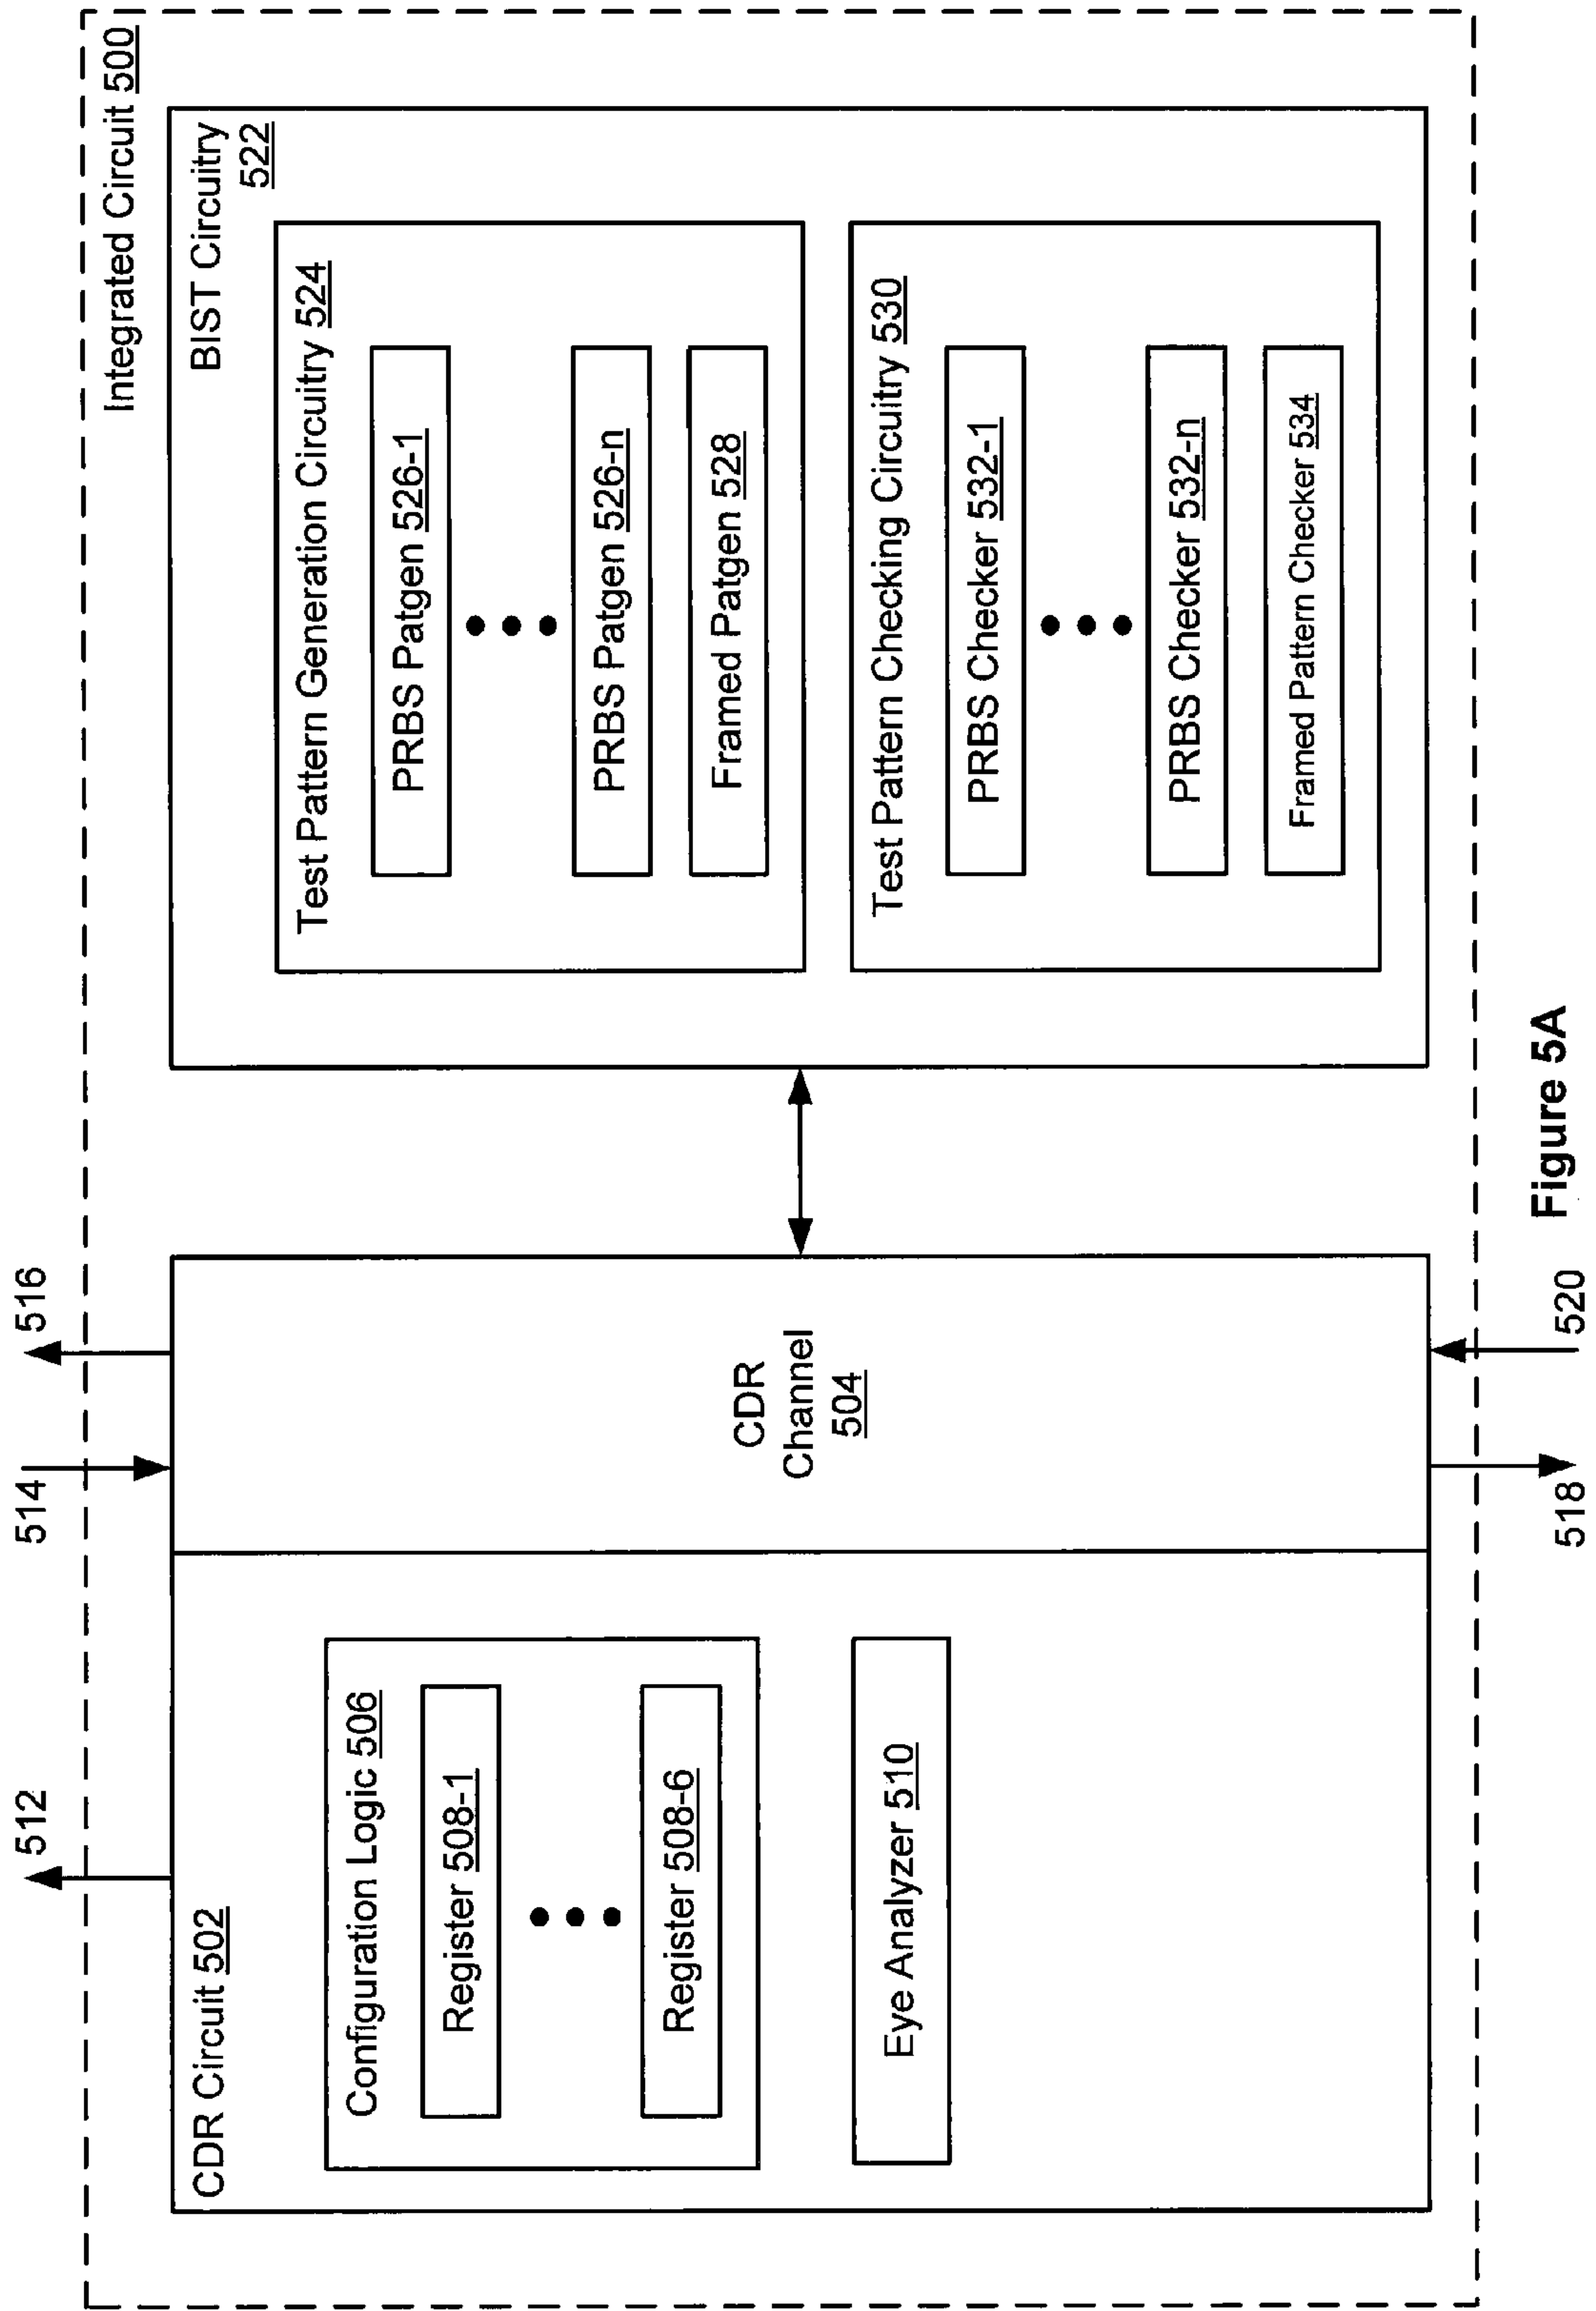 512
514
516
Integrated Circuit 500
CDR Circuit 502
Configuration Logic 506
Register 508-1
Register 508-6
Eye Analyzer 510
CDR
Channel
504
BIST Circuitry
522
Test Pattern Generation Circuitry 524
PRBS Patgen 526-1
PRBS Patgen 526-n
Framed Patgen 528
Test Pattern Checking Circuitry 530
PRBS Checker 532-1
PRBS Checker 532-n
Framed Pattern Checker 534
518
520
Figure 5A